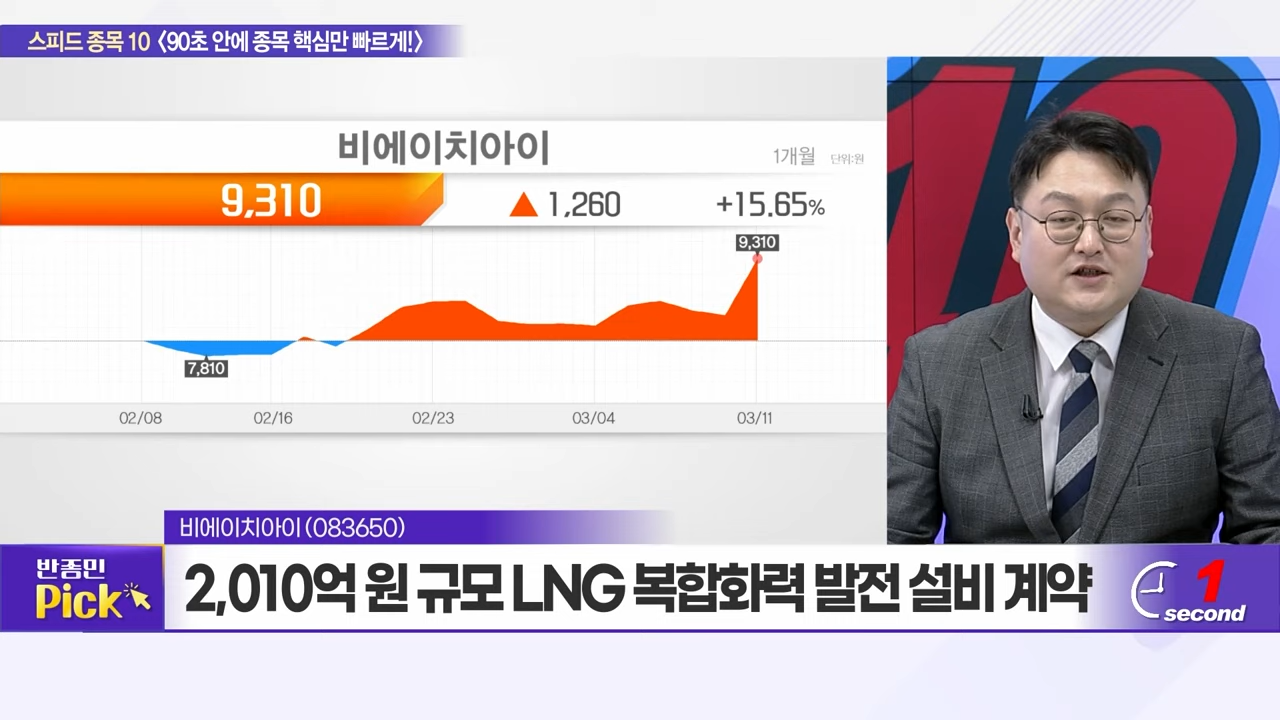 스피드 종목 10 〈90초 안에 종목 핵심만 빠르게!〉
비에이치아이
1개월 단위:원
9,310 ▲ 1,260 +15.65%
9,310
7,810
02/08 02/16 02/23 03/04 03/11
10
비에이치아이 (083650)
반종민
Pick
2,010억 원 규모 LNG 복합화력 발전 설비 계약
1
second